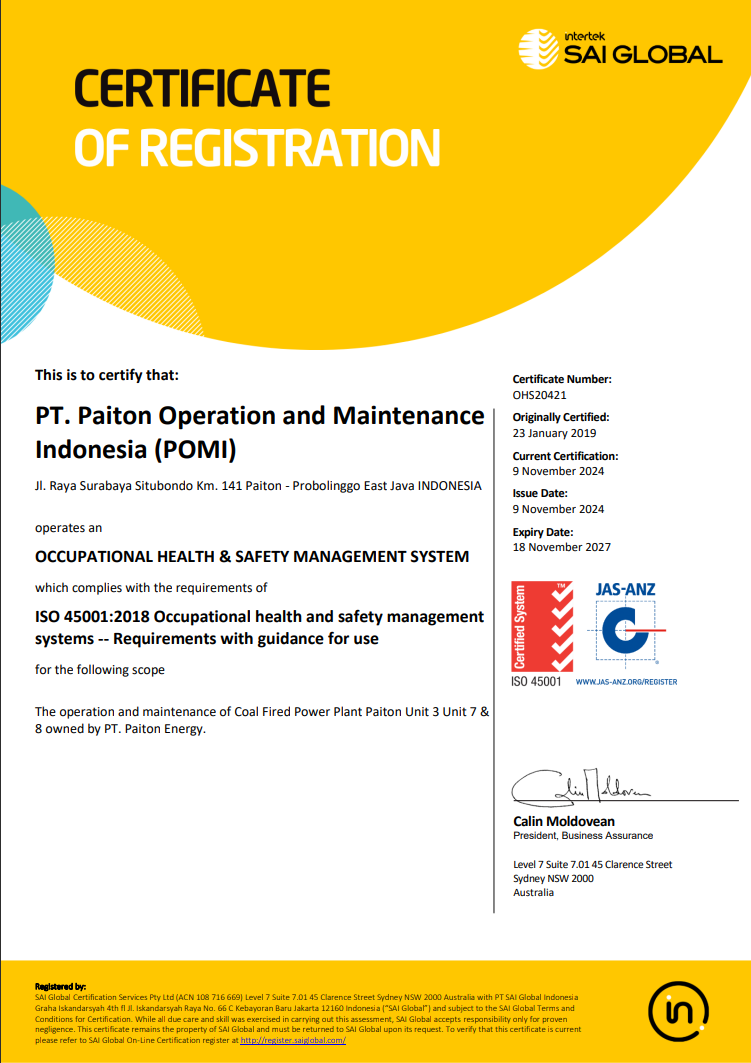 intertek
SAI GLOBAL
CERTIFICATE
OF REGISTRATION
This is to certify that:
PT. Paiton Operation and Maintenance
Indonesia (POMI)
Jl. Raya Surabaya Situbondo Km. 141 Paiton - Probolinggo East Java INDONESIA
operates an
OCCUPATIONAL HEALTH & SAFETY MANAGEMENT SYSTEM
which complies with the requirements of
ISO 45001:2018 Occupational health and safety management
systems -- Requirements with guidance for use
for the following scope
The operation and maintenance of Coal Fired Power Plant Paiton Unit 3 Unit 7 &
8 owned by PT. Paiton Energy.
Certificate Number:
OHS20421
Originally Certified:
23 January 2019
Current Certification:
9 November 2024
Issue Date:
9 November 2024
Expiry Date:
18 November 2027
Certified System
TM
ISO 45001
JAS-ANZ
®
WWW.JAS-ANZ.ORG/REGISTER
Calin Moldovean
Calin Moldovean
President, Business Assurance
Level 7 Suite 7.01 45 Clarence Street
Sydney NSW 2000
Australia
Registered by:
SAI Global Certification Services Pty Ltd (ACN 108 716 669) Level 7 Suite 7.01 45 Clarence Street Sydney NSW 2000 Australia with PT SAI Global Indonesia
Graha Iskandarsyah 4th fl Jl. Iskandarsyah Raya No. 66 C Kebayoran Baru Jakarta 12160 Indonesia ("SAI Global") and subject to the SAI Global Terms and
Conditions for Certification. While all due care and skill was exercised in carrying out this assessment, SAI Global accepts responsibility only for proven
negligence. This certificate remains the property of SAI Global and must be returned to SAI Global upon its request. To verify that this certificate is current
please refer to SAI Global On-Line Certification register at http://register.saiglobal.com/
in